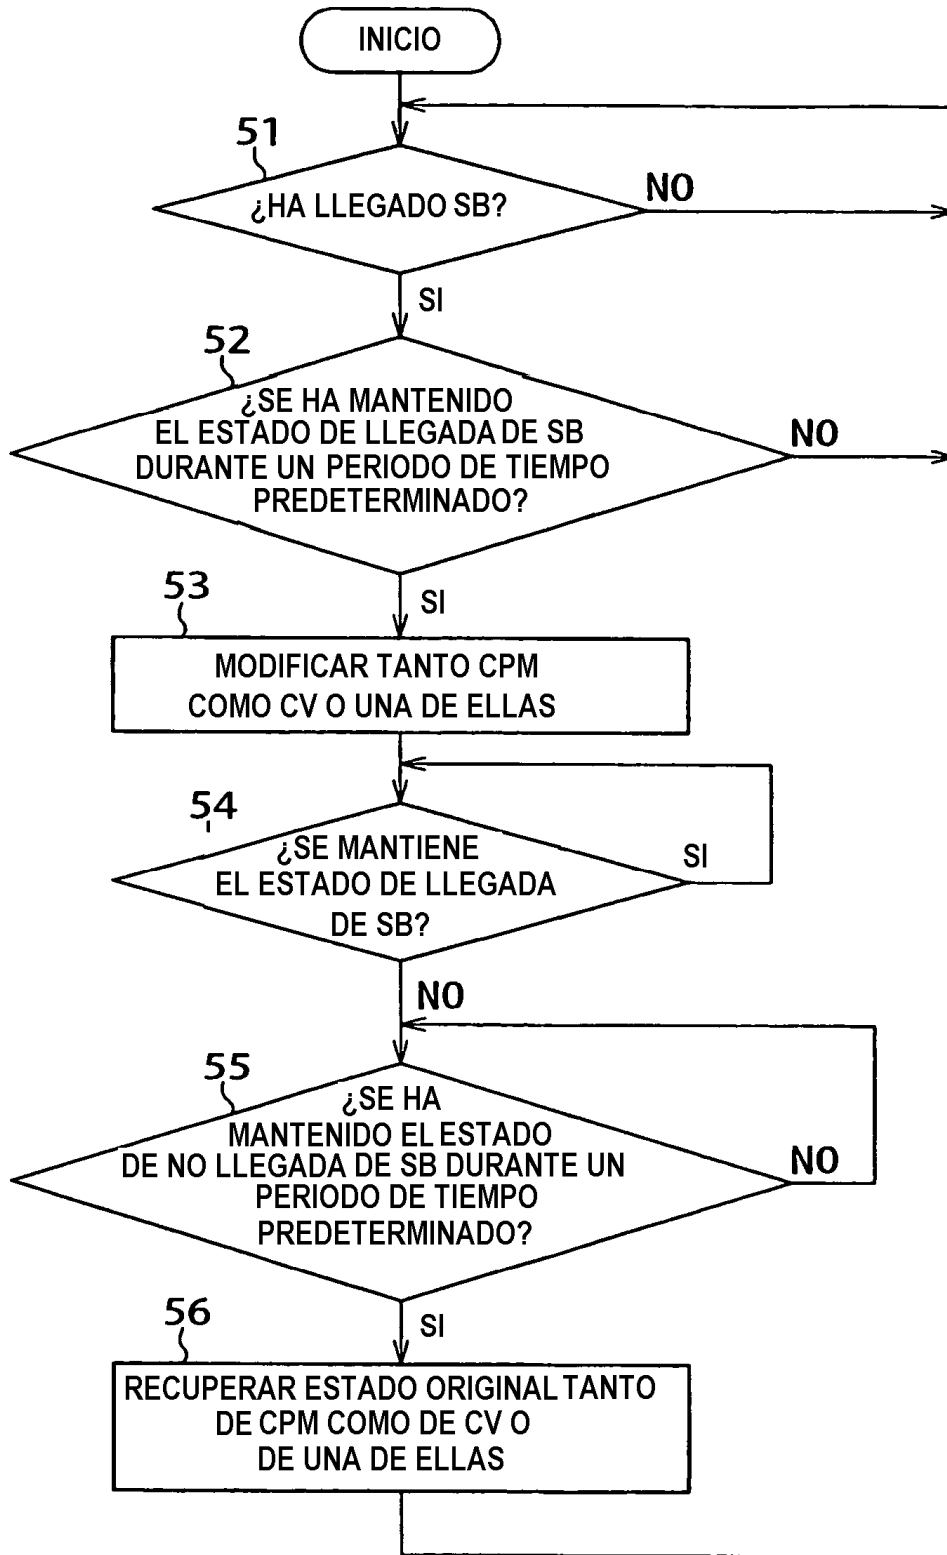 INICIO
51
¿HA LLEGADO SB?
NO
SI
52
¿SE HA MANTENIDO
EL ESTADO DE LLEGADA DE SB
DURANTE UN PERIODO DE TIEMPO
PREDETERMINADO?
NO
SI
53
MODIFICAR TANTO CPM
COMO CV O UNA DE ELLAS
54
¿SE MANTIENE
EL ESTADO DE LLEGADA
DE SB?
SI
NO
55
¿SE HA
MANTENIDO EL ESTADO
DE NO LLEGADA DE SB DURANTE UN
PERIODO DE TIEMPO
PREDETERMINADO?
NO
SI
56
RECUPERAR ESTADO ORIGINAL TANTO
DE CPM COMO DE CV O
DE UNA DE ELLAS